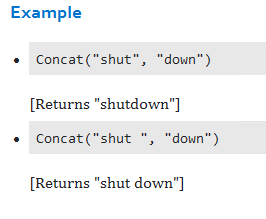 Example
• Concat("shut", "down")
[Returns "shutdown"]
• Concat("shut ", "down")
[Returns "shut down"]